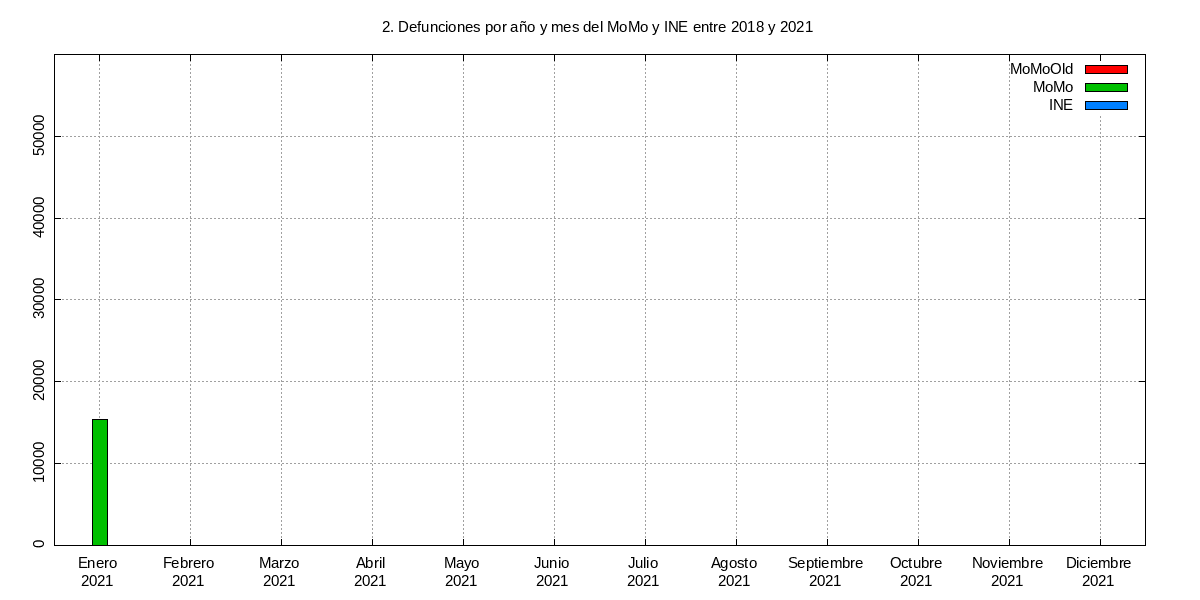 2. Defunciones por año y mes del MoMo y INE entre 2018 y 2021
MoMoOld
MoMo
INE
50000
40000
30000
20000
10000
0
Enero Febrero Marzo Abril Mayo Junio Julio Agosto Septiembre Octubre Noviembre Diciembre
2021 2021 2021 2021 2021 2021 2021 2021 2021 2021 2021 2021